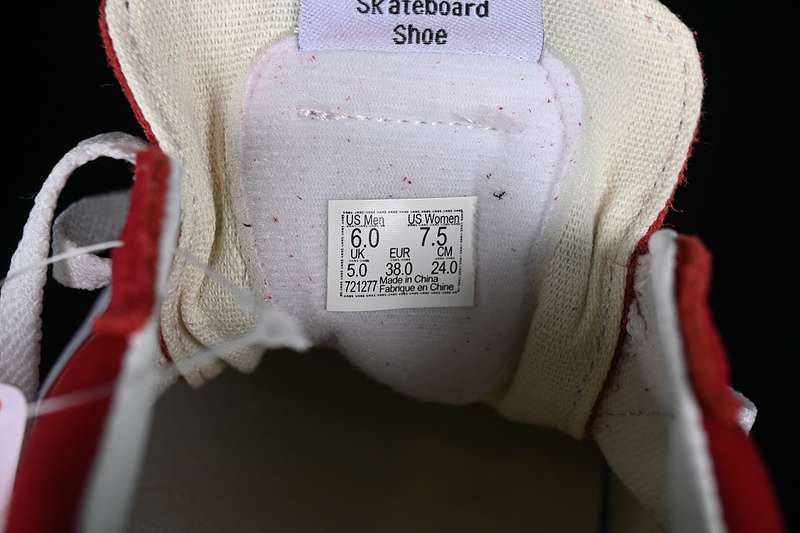 Skateboard
Shoe
US Men US Women
6.0 7.5
UK EUR CM
5.0 38.0 24.0
721277 Made in China
Fabrique en Chine